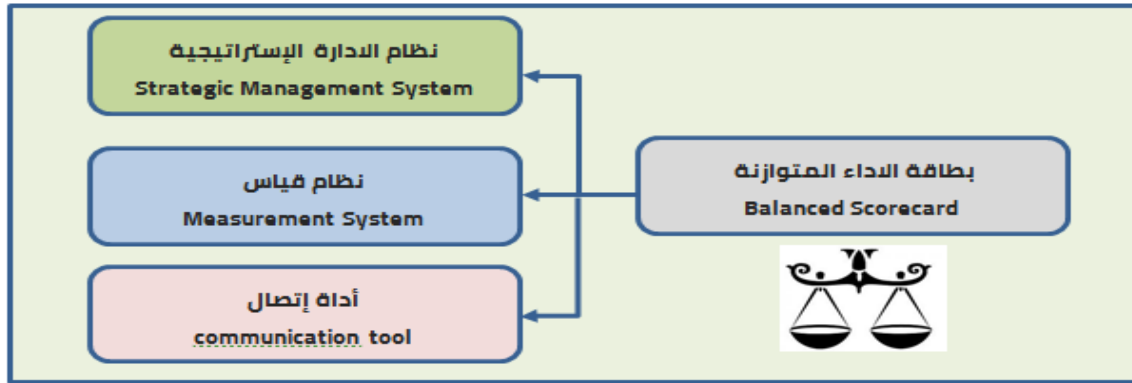 نظام الادارة الإستراتيجية
Strategic Management System
نظام قياس
Measurement System
بطاقة الاداء المتوازنة
Balanced Scorecard
أداة إتصال
communication tool